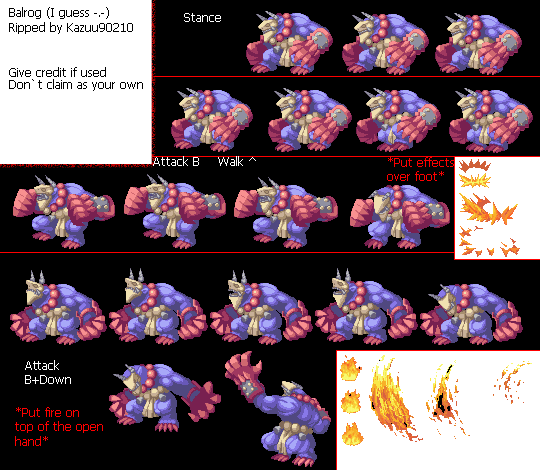 Balrog (I guess -.-)
Ripped by Kazuu90210
Give credit if used
Don`t claim as your own
Stance
Attack B
Walk ^
*Put effects
over foot*
Attack
B+Down
*Put fire on
top of the open
hand*